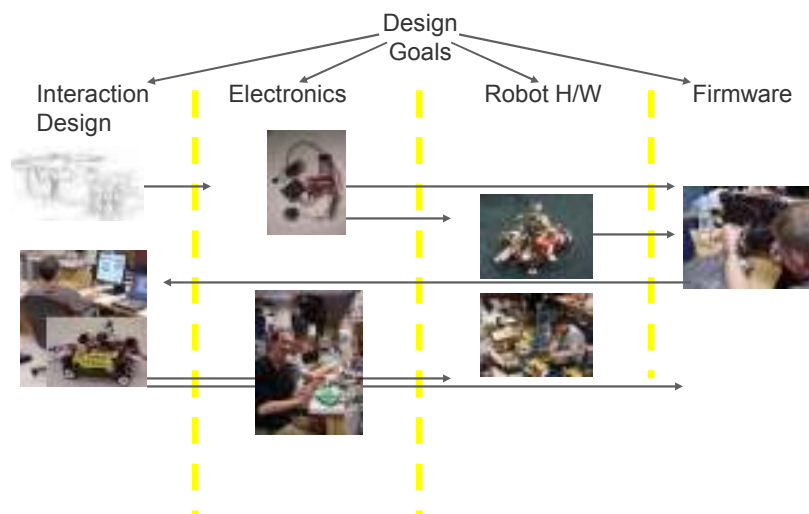 Design
Goals
Interaction
Design
Electronics
Robot H/W
Firmware